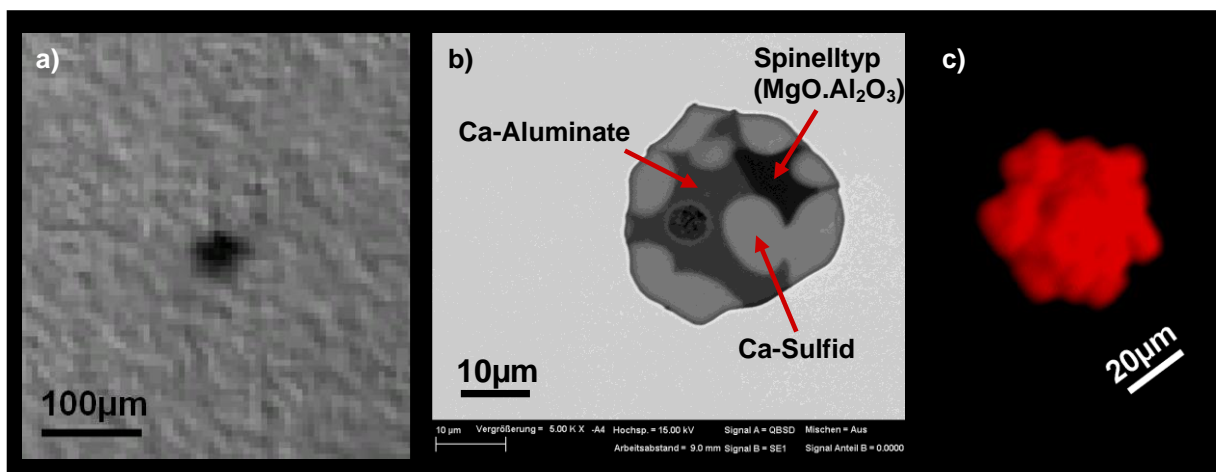 a)
100µm
b)
Spinelltyp
(MgO.Al₂O₃)
Ca-Aluminate
Ca-Sulfid
10µm
10 µm Vergrößerung = 5.00 K X -A4 Hochsp. = 15.00 kV Signal A = QBSD Mischen = Aus
Arbeitsabstand = 9.0 mm Signal B = SE1 Signal Anteil B = 0.0000
c)
20µm